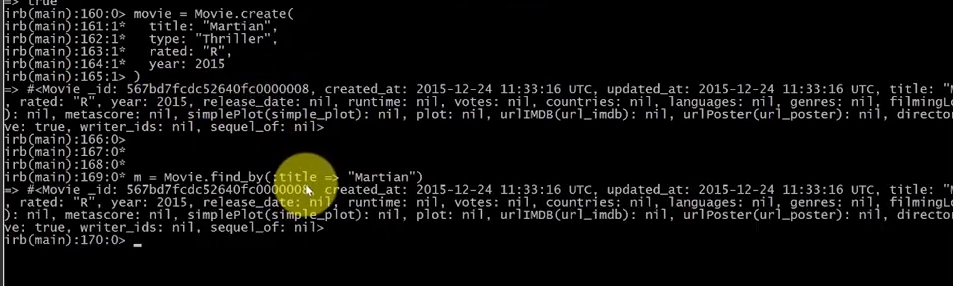 => true
irb(main):160:0> movie = Movie.create(
irb(main):161:1*   title: "Martian",
irb(main):162:1*   type: "Thriller",
irb(main):163:1*   rated: "R",
irb(main):164:1*   year: 2015
irb(main):165:1> )
=> #<Movie _id: 567bd7fcdc52640fc0000008, created_at: 2015-12-24 11:33:16 UTC, updated_at: 2015-12-24 11:33:16 UTC, title: "M
, rated: "R", year: 2015, release_date: nil, runtime: nil, votes: nil, countries: nil, languages: nil, genres: nil, filmingLo
): nil, metascore: nil, simplePlot(simple_plot): nil, plot: nil, urlIMDB(url_imdb): nil, urlPoster(url_poster): nil, director
ve: true, writer_ids: nil, sequel_of: nil>
irb(main):166:0>
irb(main):167:0*
irb(main):168:0*
irb(main):169:0* m = Movie.find_by(:title => "Martian")
=> #<Movie _id: 567bd7fcdc52640fc0000008, created_at: 2015-12-24 11:33:16 UTC, updated_at: 2015-12-24 11:33:16 UTC, title: "M
, rated: "R", year: 2015, release_date: nil, runtime: nil, votes: nil, countries: nil, languages: nil, genres: nil, filmingLo
): nil, metascore: nil, simplePlot(simple_plot): nil, plot: nil, urlIMDB(url_imdb): nil, urlPoster(url_poster): nil, director
ve: true, writer_ids: nil, sequel_of: nil>
irb(main):170:0>